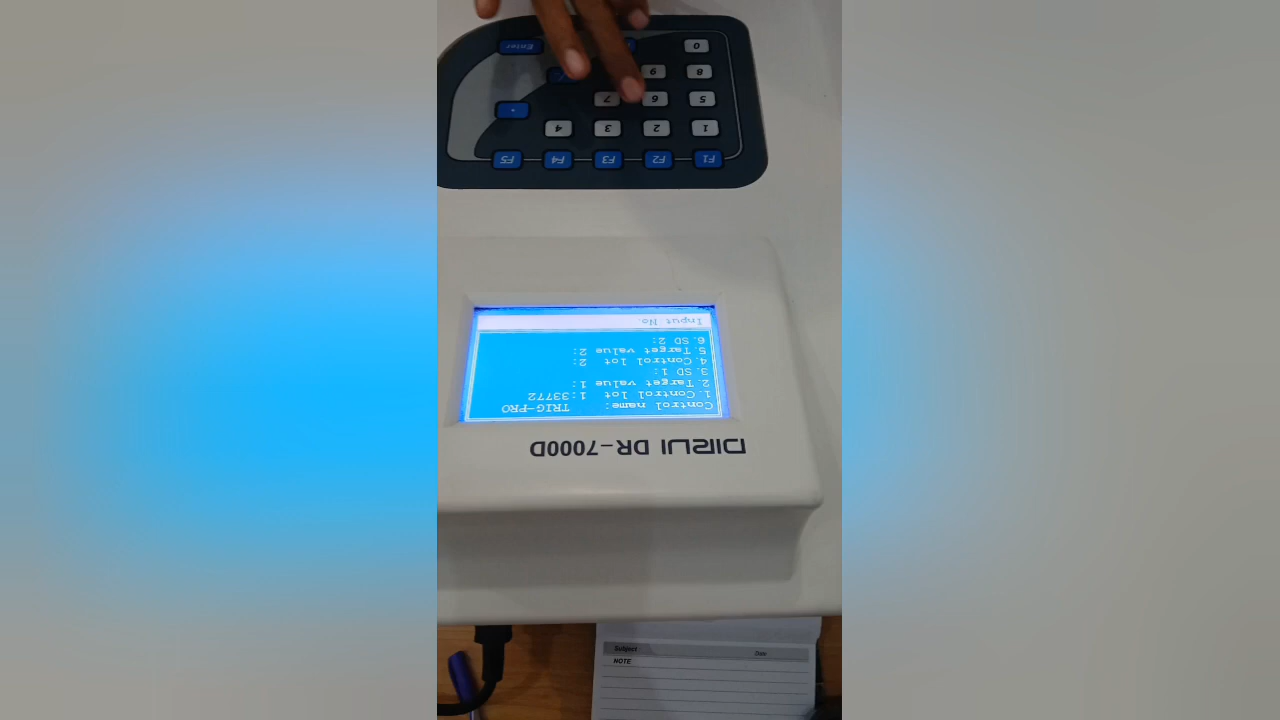 DIRUI DR-7000D
Control name: TRIG-PRO
1.Control lot 1:33772
2.Target value 1:
3.SD 1:
4.Control lot 2:
5.Target value 2:
6.SD 2:
Input No.
F1 F2 F3 F4 F5
1 2 3 4 .
5 6 7
8 9
0 Enter
Subject Date
NOTE